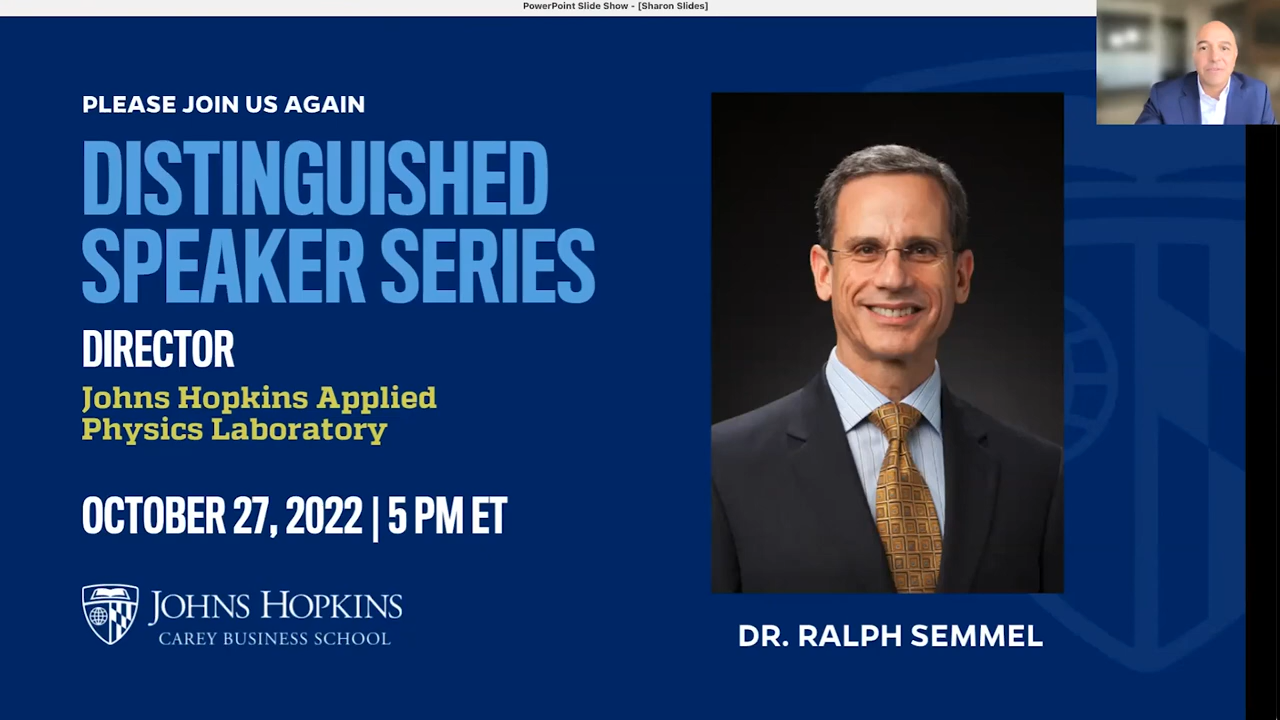 PowerPoint Slide Show - [Sharon Slides]
PLEASE JOIN US AGAIN
DISTINGUISHED
SPEAKER SERIES
DIRECTOR
Johns Hopkins Applied
Physics Laboratory
OCTOBER 27, 2022 | 5 PM ET
JOHNS HOPKINS
CAREY BUSINESS SCHOOL
DR. RALPH SEMMEL